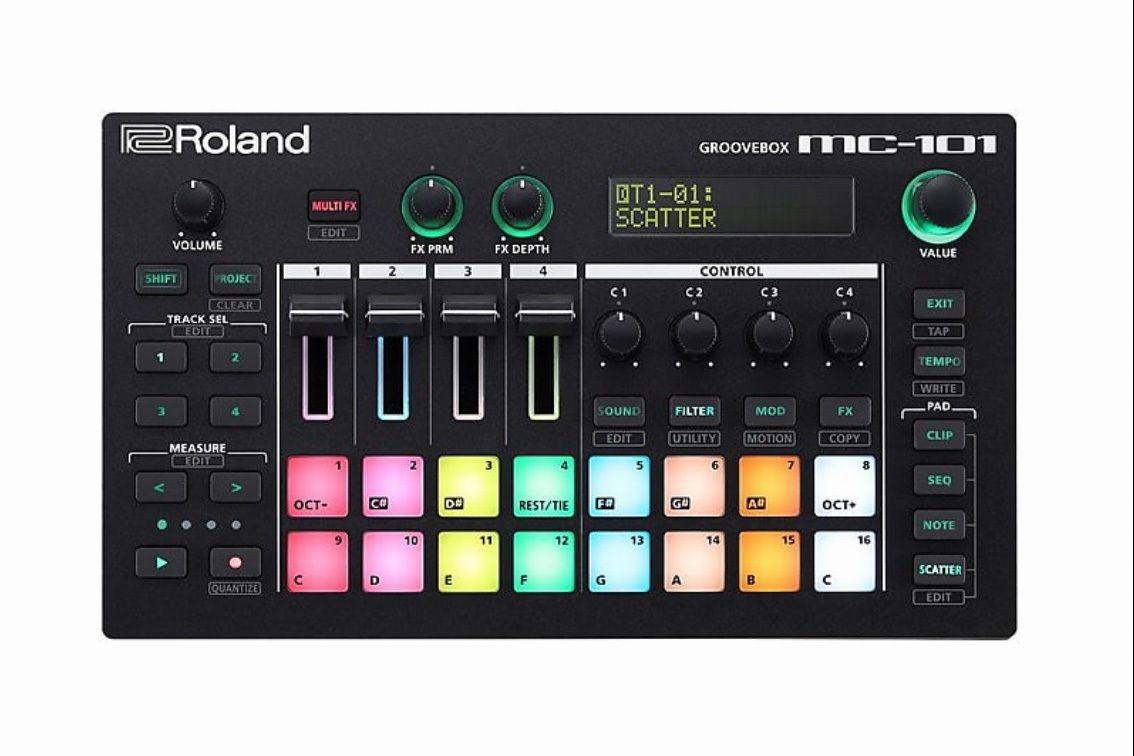 Roland
GROOVEBOX MC-101
VOLUME
MULTI FX
EDIT
FX PRM
FX DEPTH
T1-01:
SCATTER
VALUE
SHIFT
PROJECT
CLEAR
TRACK SEL
EDIT
1
2
3
4
MEASURE
EDIT
<
>
QUANTIZE
1
2
3
4
CONTROL
C1
C2
C3
C4
SOUND
FILTER
MOD
FX
EDIT
UTILITY
MOTION
COPY
1
OCT-
2
C#
3
D#
4
REST/TIE
5
F#
6
G#
7
A#
8
OCT+
9
C
10
D
11
E
12
F
13
G
14
A
15
B
16
C
EXIT
TAP
TEMPO
WRITE
PAD
CLIP
SEQ
NOTE
SCATTER
EDIT